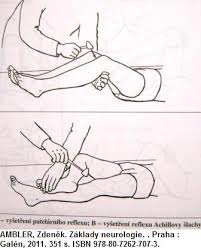 – vyšetření patelárního reflexu; B – vyšetření reflexu Achillovy šlachy
AMBLER, Zdeněk. Základy neurologie. . Praha :
Galén, 2011. 351 s. ISBN 978-80-7262-707-3.